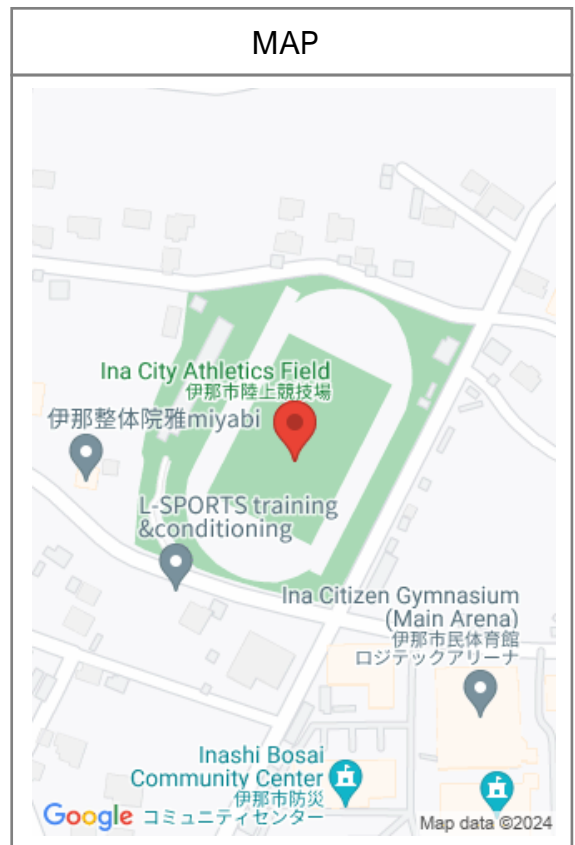 MAP
Ina City Athletics Field
伊那市陸上競技場
伊那整体院雅miyabi
L-SPORTS training
&conditioning
Ina Citizen Gymnasium
(Main Arena)
伊那市民体育館
ロジテックアリーナ
Inashi Bosai
Community Center
伊那市防災
コミュニティセンター
Google
Map data ©2024